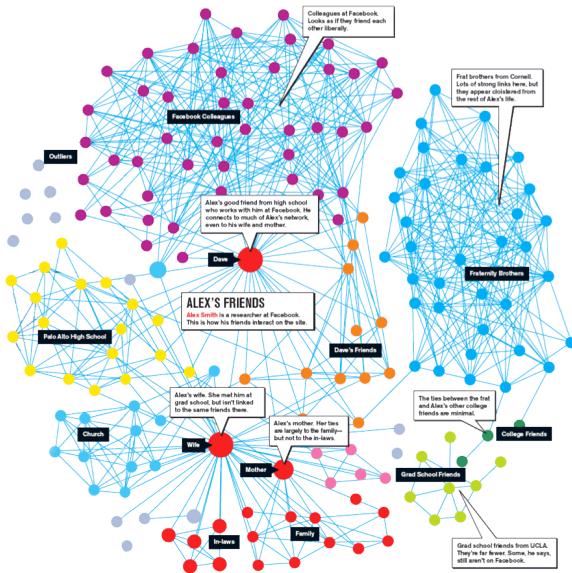 Colleagues at Facebook.
Looks as if they friend each
other liberally.
Frat brothers from Cornell.
Lots of strong links here, but
they appear cloistered from
the rest of Alex's life.
Facebook Colleagues
Outliers
Alex's good friend from high school
who works with him at Facebook. He
connects to much of Alex's network,
even to his wife and mother.
Dave
Fraternity Brothers
ALEX'S FRIENDS
Alex Smith is a researcher at Facebook.
This is how his friends interact on the site.
Palo Alto High School
Dave's Friends
Alex's wife. She met him at
grad school, but isn't linked
to the same friends there.
The ties between the frat
and Alex's other college
friends are minimal.
Alex's mother. Her ties
are largely to the family—
but not to the in-laws.
Church
College Friends
Wife
Mother
Grad School Friends
In-laws
Family
Grad school friends from UCLA.
They're far fewer. Some, he says,
still aren't on Facebook.